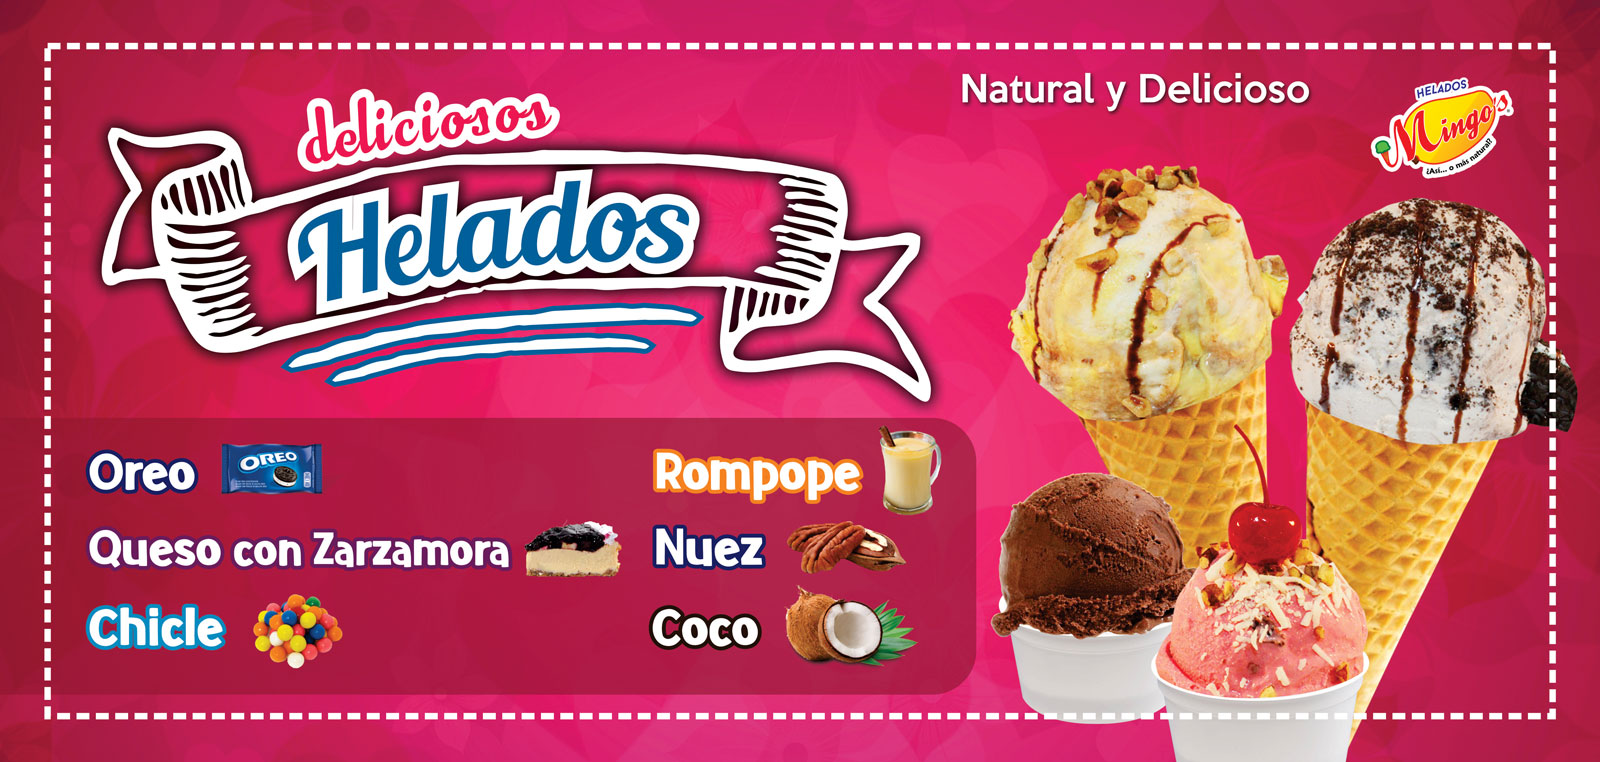 Natural y Delicioso
HELADOS
Mingo's
¿Así... o más natural?
deliciosos
Helados
Oreo
OREO
Rompope
Queso con Zarzamora
Nuez
Chicle
Coco